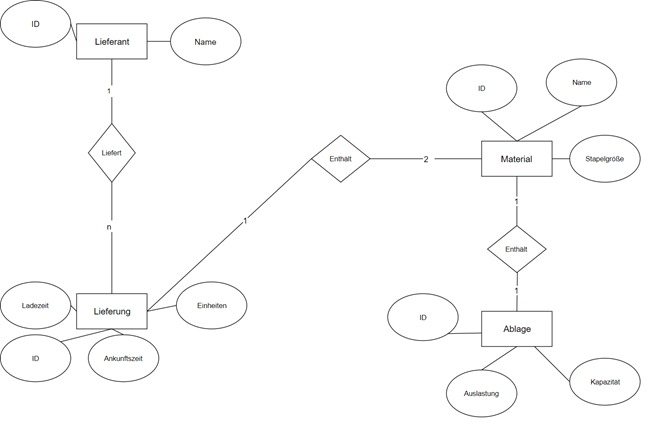 ID
Lieferant
Name
1
Liefert
n
Lieferung
Ladezeit
ID
Ankunftszeit
Einheiten
1
Enthält
2
ID
Name
Material
Stapelgröße
1
Enthält
1
ID
Ablage
Auslastung
Kapazität